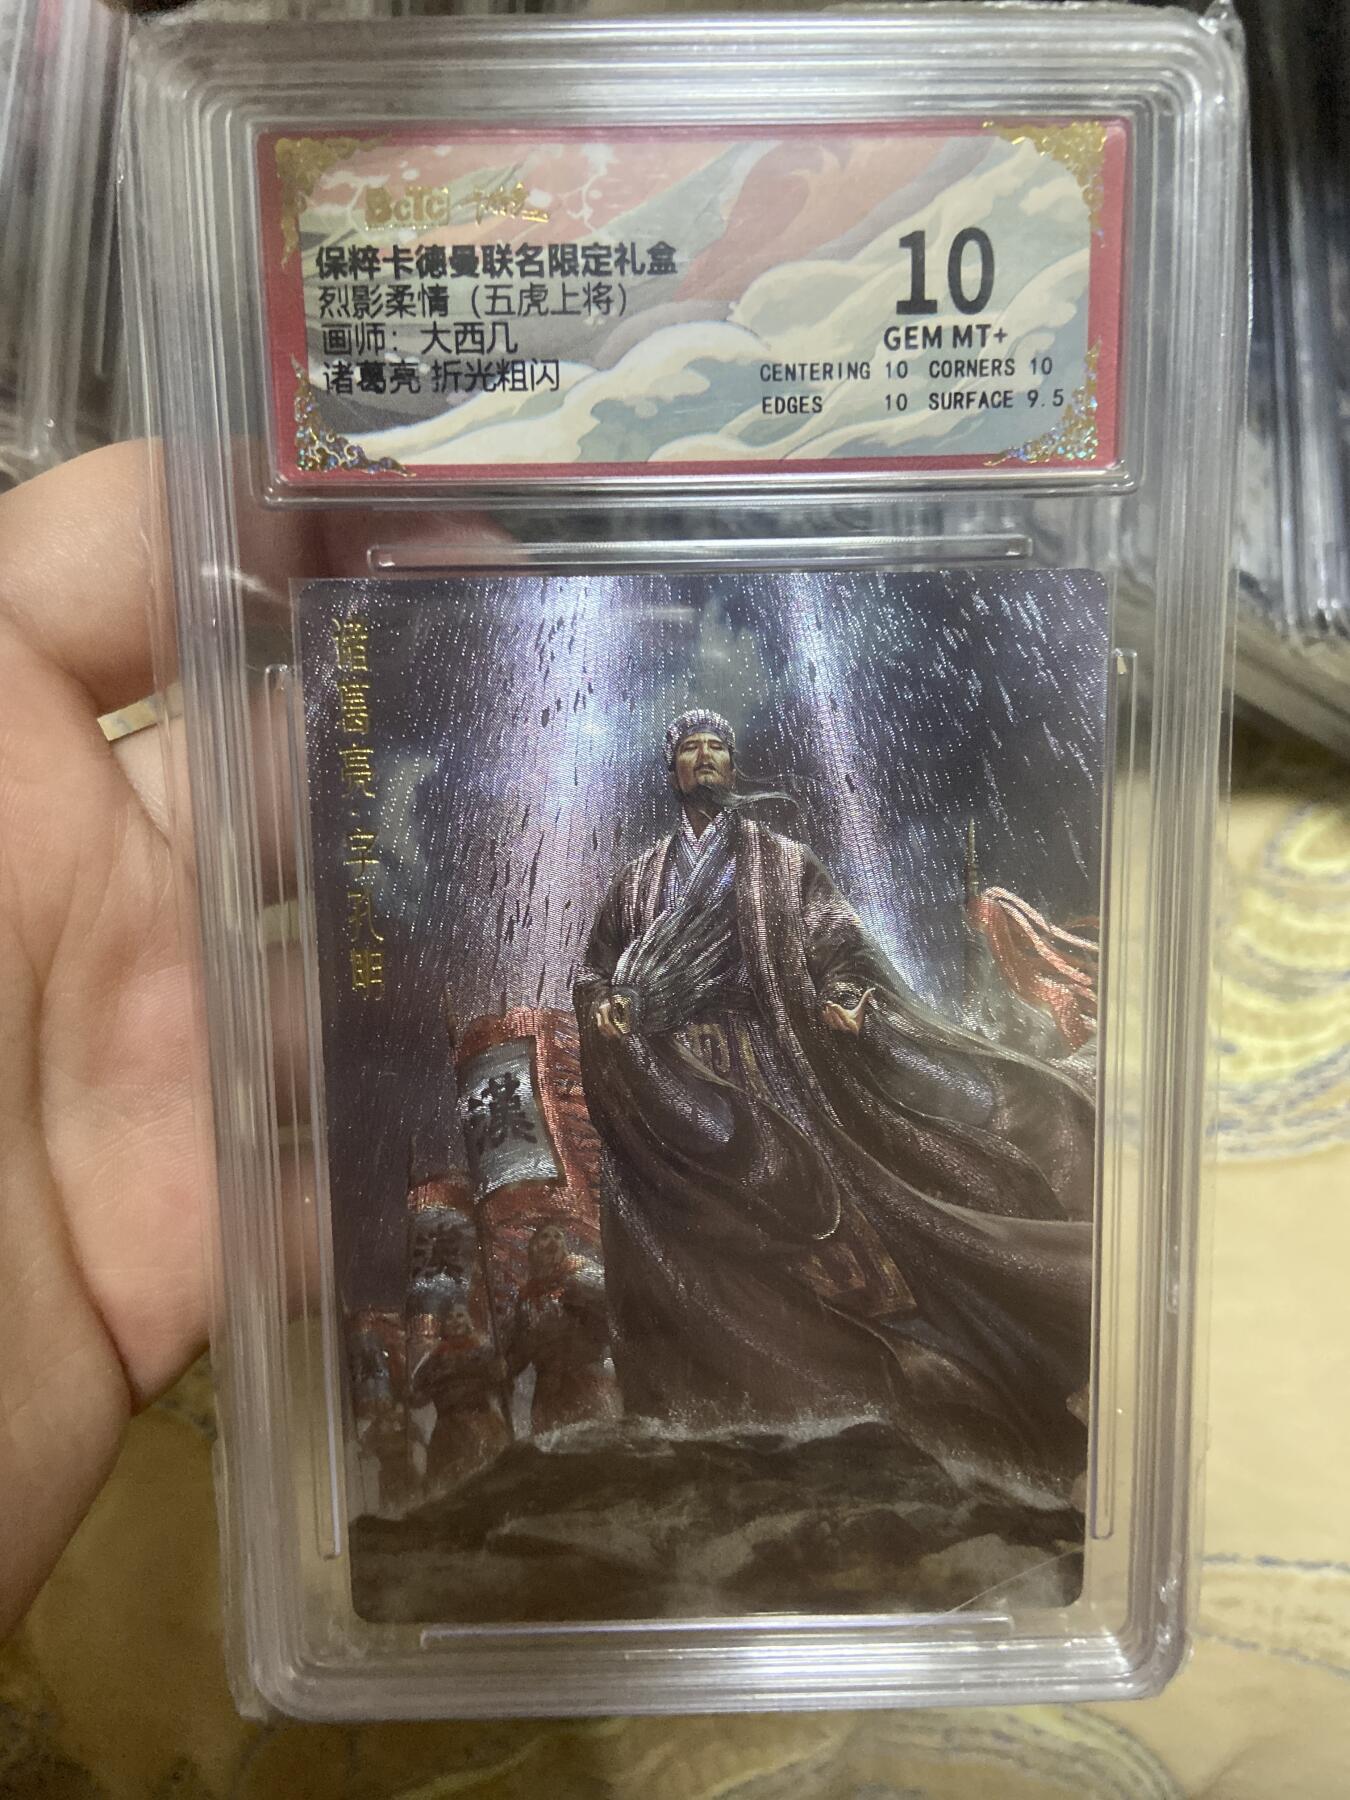 BcTC
保粹卡德曼联名限定礼盒
烈影柔情（五虎上将）
画师：大西几
诸葛亮 折光粗闪
10
GEM MT+
CENTERING 10 CORNERS 10
EDGES 10 SURFACE 9.5
諸葛亮·字孔明
漢
漢